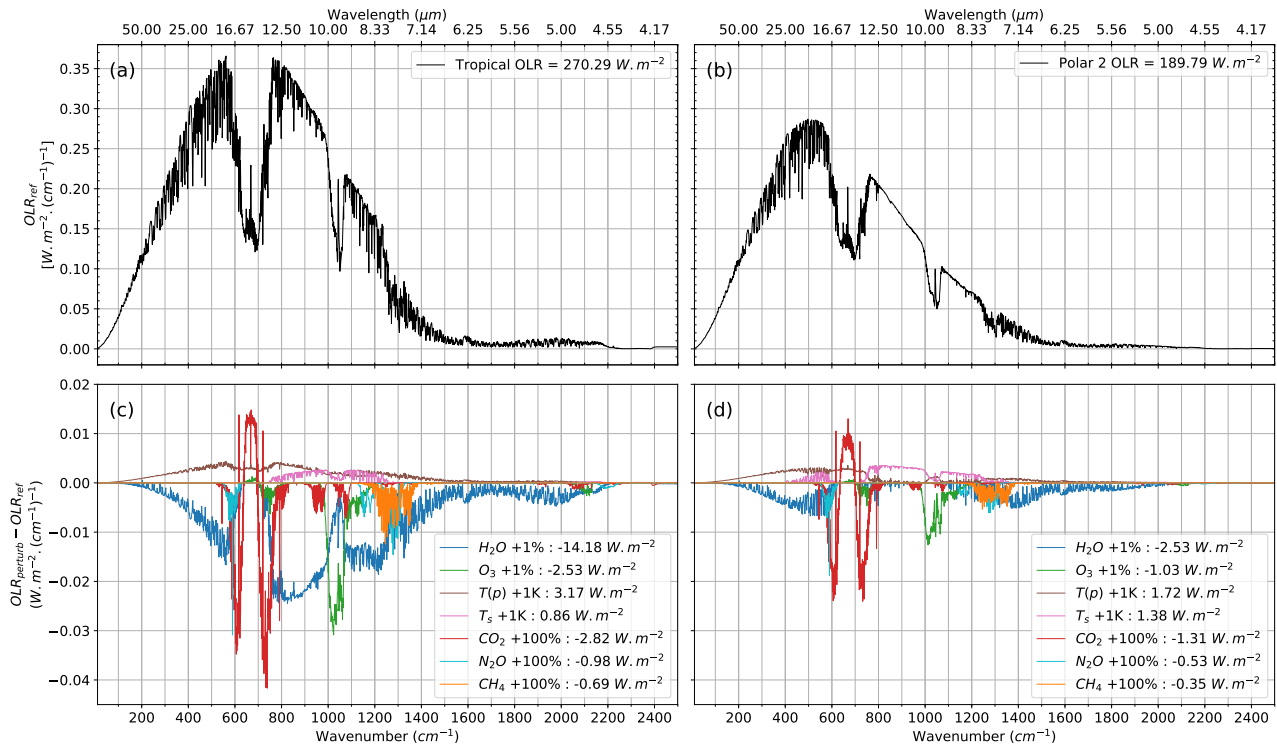 Wavelength (μm)
50.00 25.00 16.67 12.50 10.00 8.33 7.14 6.25 5.56 5.00 4.55 4.17
(a)
Tropical OLR = 270.29 W.m⁻²
0.35
0.30
0.25
0.20
0.15
0.10
0.05
0.00
OLR_ref
[W.m⁻².(cm⁻¹)⁻¹]
Wavelength (μm)
50.00 25.00 16.67 12.50 10.00 8.33 7.14 6.25 5.56 5.00 4.55 4.17
(b)
Polar 2 OLR = 189.79 W.m⁻²
(c)
0.02
0.01
0.00
−0.01
−0.02
−0.03
−0.04
OLR_perturb − OLR_ref
(W.m⁻².(cm⁻¹)⁻¹)
H₂O +1% : -14.18 W.m⁻²
O₃ +1% : -2.53 W.m⁻²
T(p) +1K : 3.17 W.m⁻²
Tₛ +1K : 0.86 W.m⁻²
CO₂ +100% : -2.82 W.m⁻²
N₂O +100% : -0.98 W.m⁻²
CH₄ +100% : -0.69 W.m⁻²
200 400 600 800 1000 1200 1400 1600 1800 2000 2200 2400
Wavenumber (cm⁻¹)
(d)
H₂O +1% : -2.53 W.m⁻²
O₃ +1% : -1.03 W.m⁻²
T(p) +1K : 1.72 W.m⁻²
Tₛ +1K : 1.38 W.m⁻²
CO₂ +100% : -1.31 W.m⁻²
N₂O +100% : -0.53 W.m⁻²
CH₄ +100% : -0.35 W.m⁻²
200 400 600 800 1000 1200 1400 1600 1800 2000 2200 2400
Wavenumber (cm⁻¹)